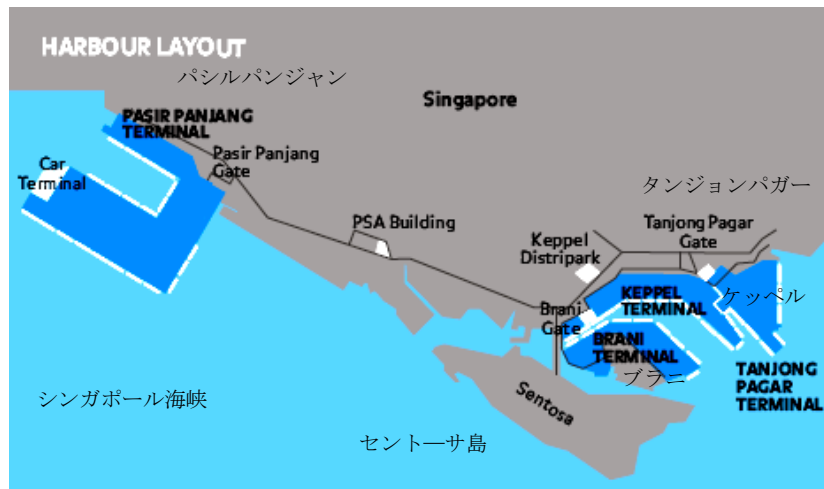 HARBOUR LAYOUT
パシルパンジャン
Singapore
PASIR PANJANG
TERMINAL
Pasir Panjang
Gate
Car
Terminal
タンジョンパガー
PSA Building
Keppel
Distripark
Tanjong Pagar
Gate
KEPPEL
TERMINAL
ケッペル
Brani
Gate
BRANI
TERMINAL
ブラニ
TANJONG
PAGAR
TERMINAL
Sentosa
シンガポール海峡
セント―サ島